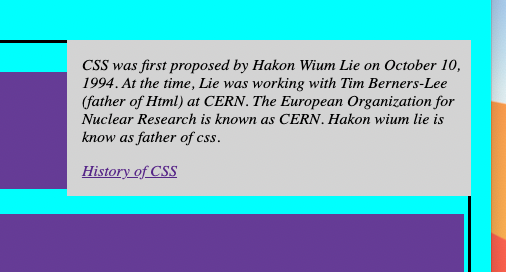 CSS was first proposed by Hakon Wium Lie on October 10,
1994. At the time, Lie was working with Tim Berners-Lee
(father of Html) at CERN. The European Organization for
Nuclear Research is known as CERN. Hakon wium lie is
know as father of css.
History of CSS